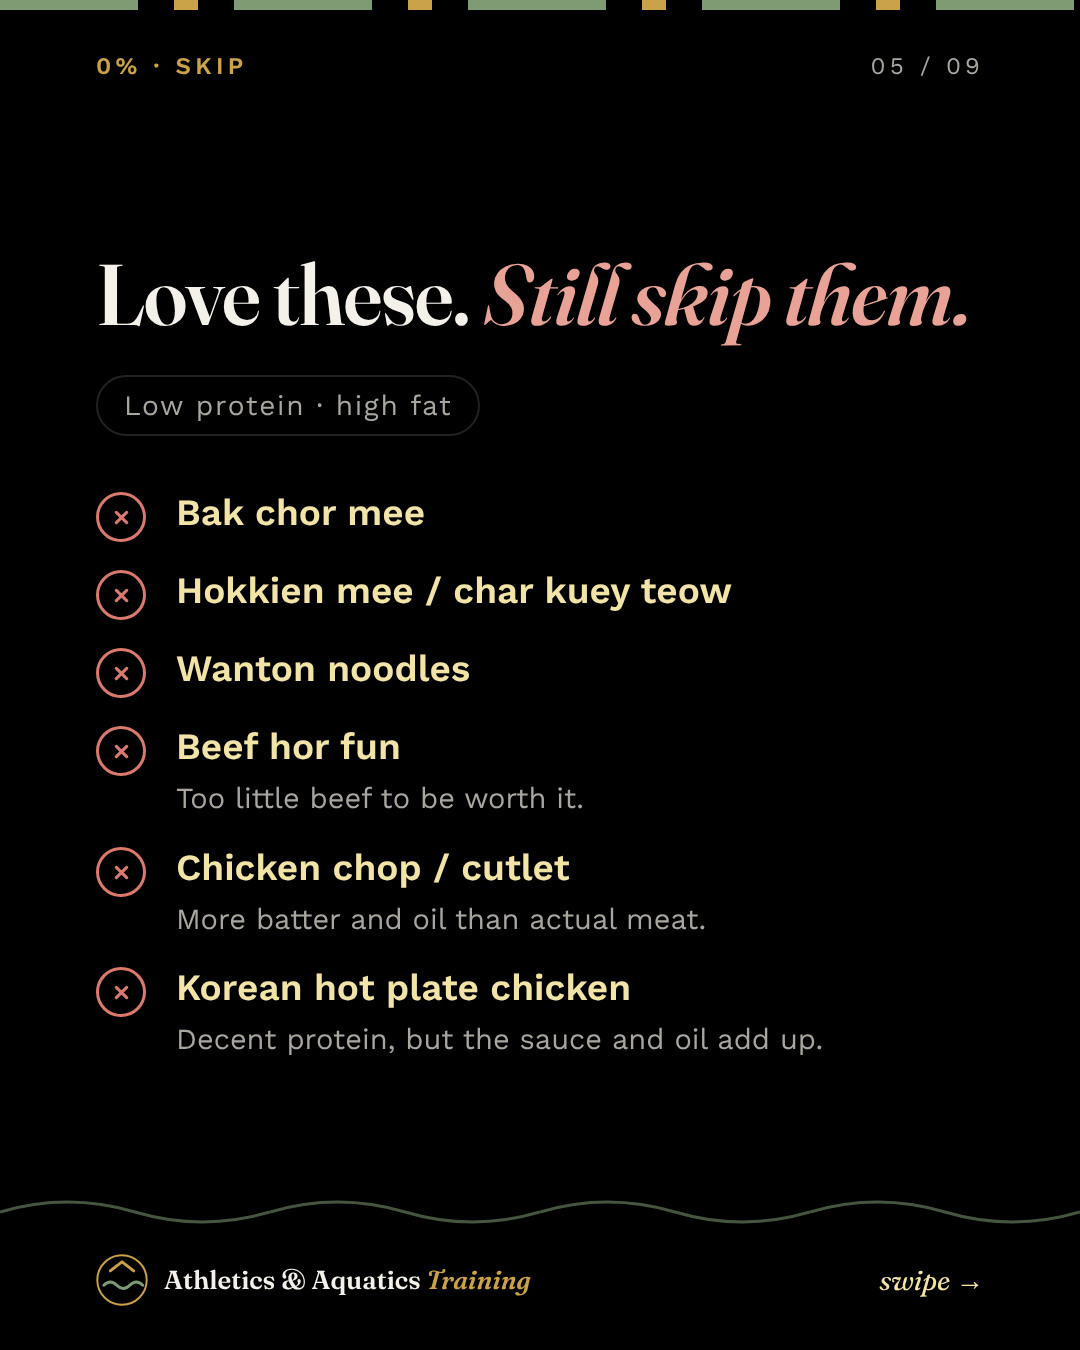 0% · SKIP
05 / 09
Love these. Still skip them.
Low protein · high fat
Bak chor mee
Hokkien mee / char kuey teow
Wanton noodles
Beef hor fun
Too little beef to be worth it.
Chicken chop / cutlet
More batter and oil than actual meat.
Korean hot plate chicken
Decent protein, but the sauce and oil add up.
Athletics & Aquatics Training
swipe →